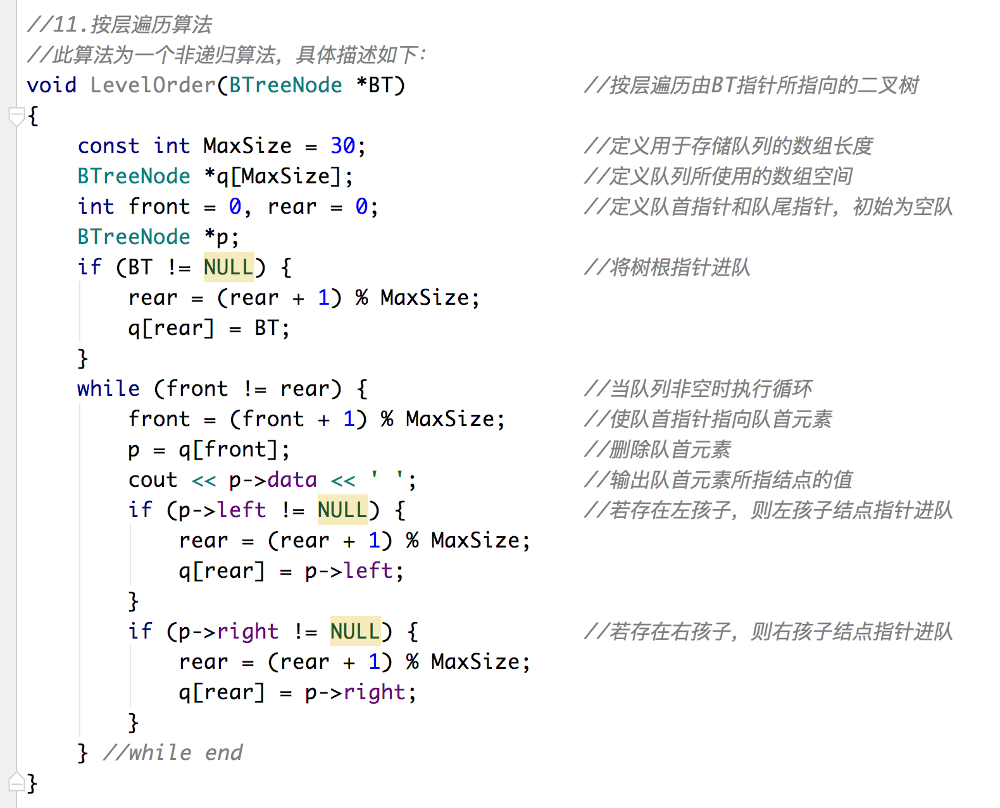 //11.按层遍历算法
//此算法为一个非递归算法，具体描述如下：
void LevelOrder(BTreeNode *BT)              //按层遍历由BT指针所指向的二叉树
{
    const int MaxSize = 30;                 //定义用于存储队列的数组长度
    BTreeNode *q[MaxSize];                  //定义队列所使用的数组空间
    int front = 0, rear = 0;                //定义队首指针和队尾指针，初始为空队
    BTreeNode *p;
    if (BT != NULL) {                       //将树根指针进队
        rear = (rear + 1) % MaxSize;
        q[rear] = BT;
    }
    while (front != rear) {                 //当队列非空时执行循环
        front = (front + 1) % MaxSize;      //使队首指针指向队首元素
        p = q[front];                       //删除队首元素
        cout << p->data << ' ';             //输出队首元素所指结点的值
        if (p->left != NULL) {              //若存在左孩子，则左孩子结点指针进队
            rear = (rear + 1) % MaxSize;
            q[rear] = p->left;
        }
        if (p->right != NULL) {             //若存在右孩子，则右孩子结点指针进队
            rear = (rear + 1) % MaxSize;
            q[rear] = p->right;
        }
    } //while end
}